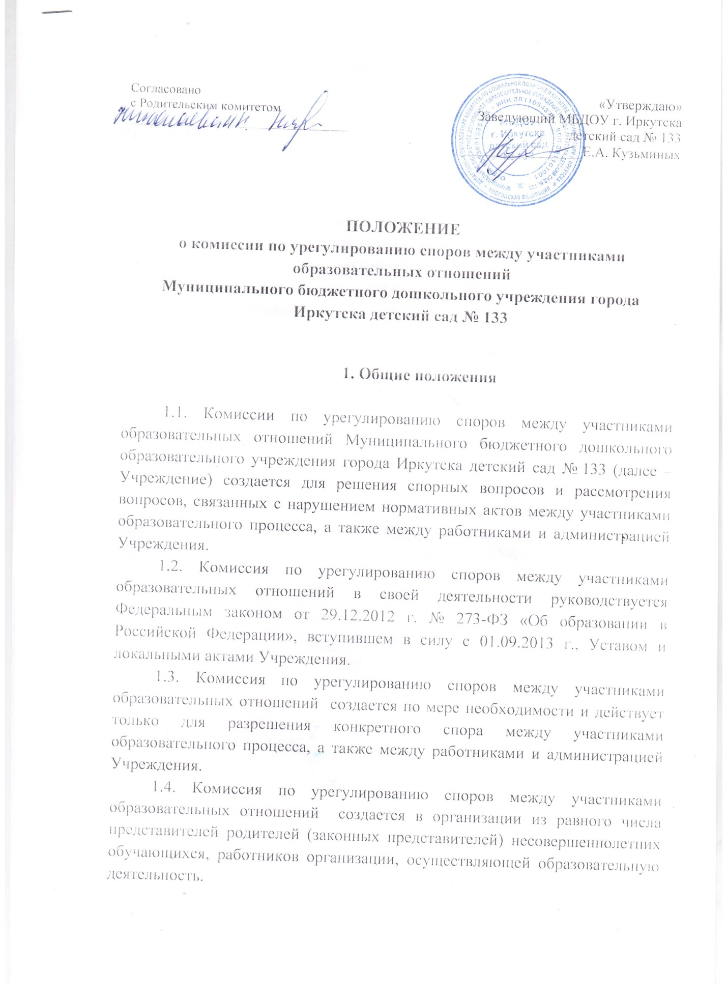 Согласовано
с Родительским комитетом
«Утверждаю»
Заведующий МБДОУ г. Иркутска
детский сад № 133
Е.А. Кузьминых
г. Иркутска
детский сад
РОССИЙСКАЯ ФЕДЕРАЦИЯ
ПОЛОЖЕНИЕ
о комиссии по урегулированию споров между участниками
образовательных отношений
Муниципального бюджетного дошкольного учреждения города
Иркутска детский сад № 133
1. Общие положения
1.1. Комиссии по урегулированию споров между участниками
образовательных отношений Муниципального бюджетного дошкольного
образовательного учреждения города Иркутска детский сад № 133 (далее –
Учреждение) создается для решения спорных вопросов и рассмотрения
вопросов, связанных с нарушением нормативных актов между участниками
образовательного процесса, а также между работниками и администрацией
Учреждения.
1.2. Комиссия по урегулированию споров между участниками
образовательных отношений в своей деятельности руководствуется
Федеральным законом от 29.12.2012 г. № 273-ФЗ «Об образовании в
Российской Федерации», вступившем в силу с 01.09.2013 г., Уставом и
локальными актами Учреждения.
1.3. Комиссия по урегулированию споров между участниками
образовательных отношений создается по мере необходимости и действует
только для разрешения конкретного спора между участниками
образовательного процесса, а также между работниками и администрацией
Учреждения.
1.4. Комиссия по урегулированию споров между участниками
образовательных отношений создается в организации из равного числа
представителей родителей (законных представителей) несовершеннолетних
обучающихся, работников организации, осуществляющей образовательную
деятельность.